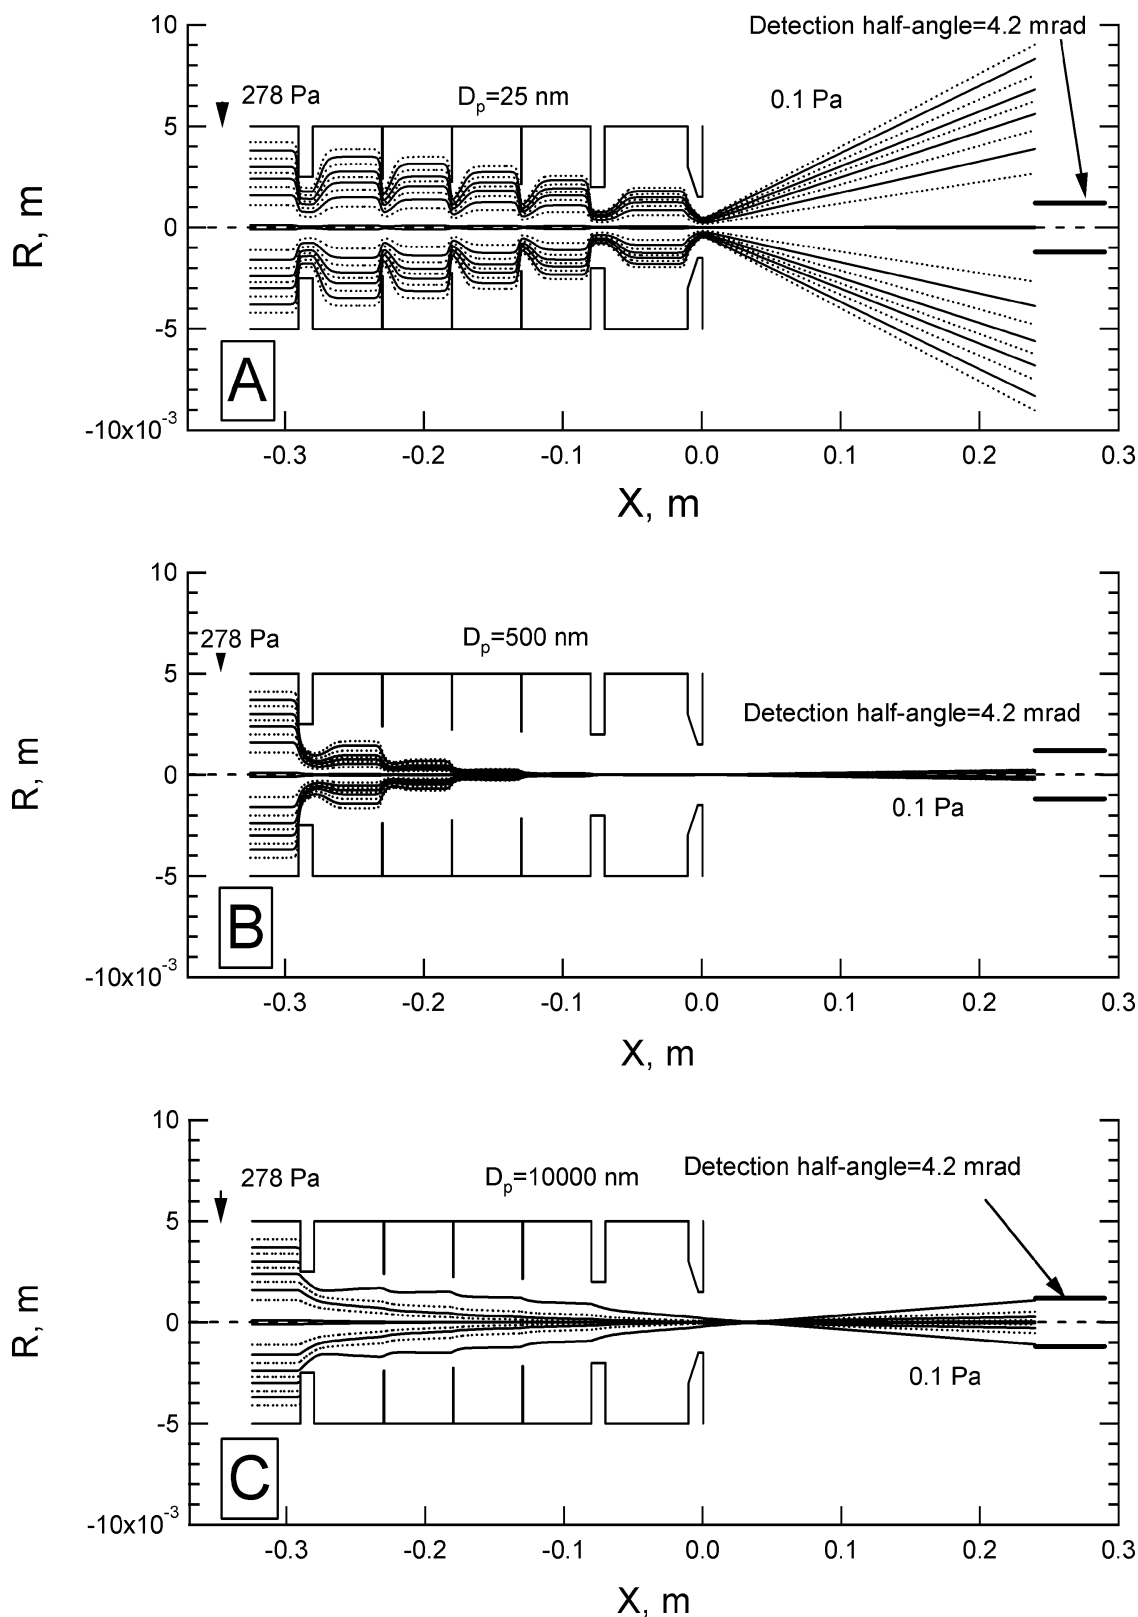 Detection half-angle=4.2 mrad
278 Pa
Dp=25 nm
0.1 Pa
10
5
0
-5
-10x10-3
R, m
A
-0.3 -0.2 -0.1 0.0 0.1 0.2 0.3
X, m
278 Pa
Dp=500 nm
Detection half-angle=4.2 mrad
0.1 Pa
10
5
0
-5
-10x10-3
R, m
B
-0.3 -0.2 -0.1 0.0 0.1 0.2 0.3
X, m
278 Pa
Dp=10000 nm
Detection half-angle=4.2 mrad
0.1 Pa
10
5
0
-5
-10x10-3
R, m
C
-0.3 -0.2 -0.1 0.0 0.1 0.2 0.3
X, m